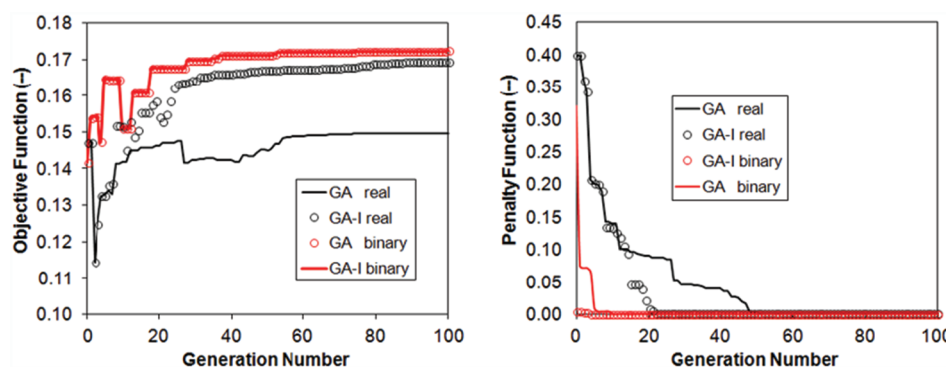 0.18
0.17
0.16
0.15
0.14
0.13
0.12
0.11
0.10
Objective Function (--)
0 20 40 60 80 100
Generation Number
GA real
GA-I real
GA binary
GA-I binary
0.45
0.40
0.35
0.30
0.25
0.20
0.15
0.10
0.05
0.00
Penalty Function (--)
0 20 40 60 80 100
Generation Number
GA real
GA-I real
GA-I binary
GA binary